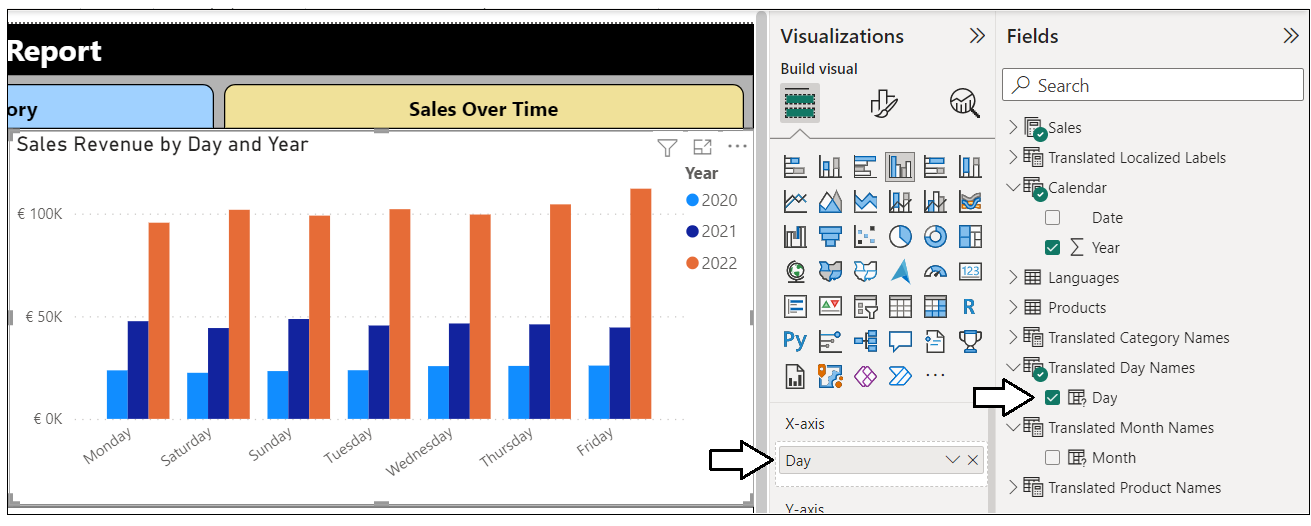 Report
ory
Sales Over Time
Sales Revenue by Day and Year
Year
2020
2021
2022
€ 100K
€ 50K
€ 0K
Monday
Saturday
Sunday
Tuesday
Wednesday
Thursday
Friday
Visualizations
Build visual
123
R
Py
X-axis
Day
Y-axis
Fields
Search
Sales
Translated Localized Labels
Calendar
Date
Year
Languages
Products
Translated Category Names
Translated Day Names
Day
Translated Month Names
Month
Translated Product Names